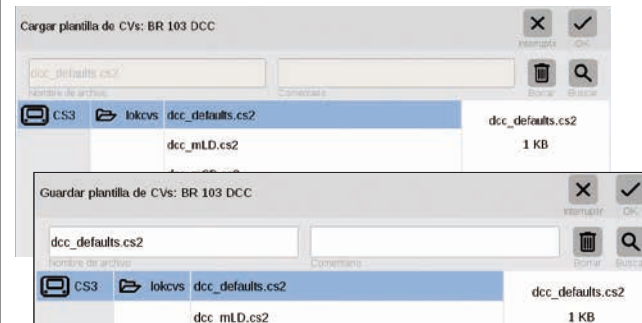 Cargar plantilla de CVs: BR 103 DCC
Interrumpir OK
dcc_defaults.cs2
Nombre de archivo Comentario Borrar Buscar
CS3 lokcvs dcc_defaults.cs2 dcc_defaults.cs2
dcc_mLD.cs2 1 KB
Guardar plantilla de CVs: BR 103 DCC
Interrumpir OK
dcc_defaults.cs2
Nombre de archivo Comentario Borrar Buscar
CS3 lokcvs dcc_defaults.cs2 dcc_defaults.cs2
dcc_mLD.cs2 1 KB